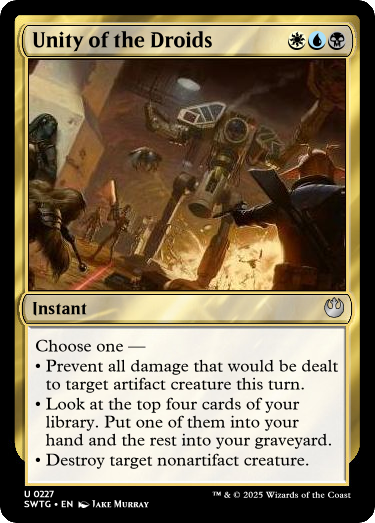 Unity of the Droids
Instant
Choose one —
• Prevent all damage that would be dealt
to target artifact creature this turn.
• Look at the top four cards of your
library. Put one of them into your
hand and the rest into your graveyard.
• Destroy target nonartifact creature.
U 0227
SWTG • EN Jake Murray
™ & © 2025 Wizards of the Coast